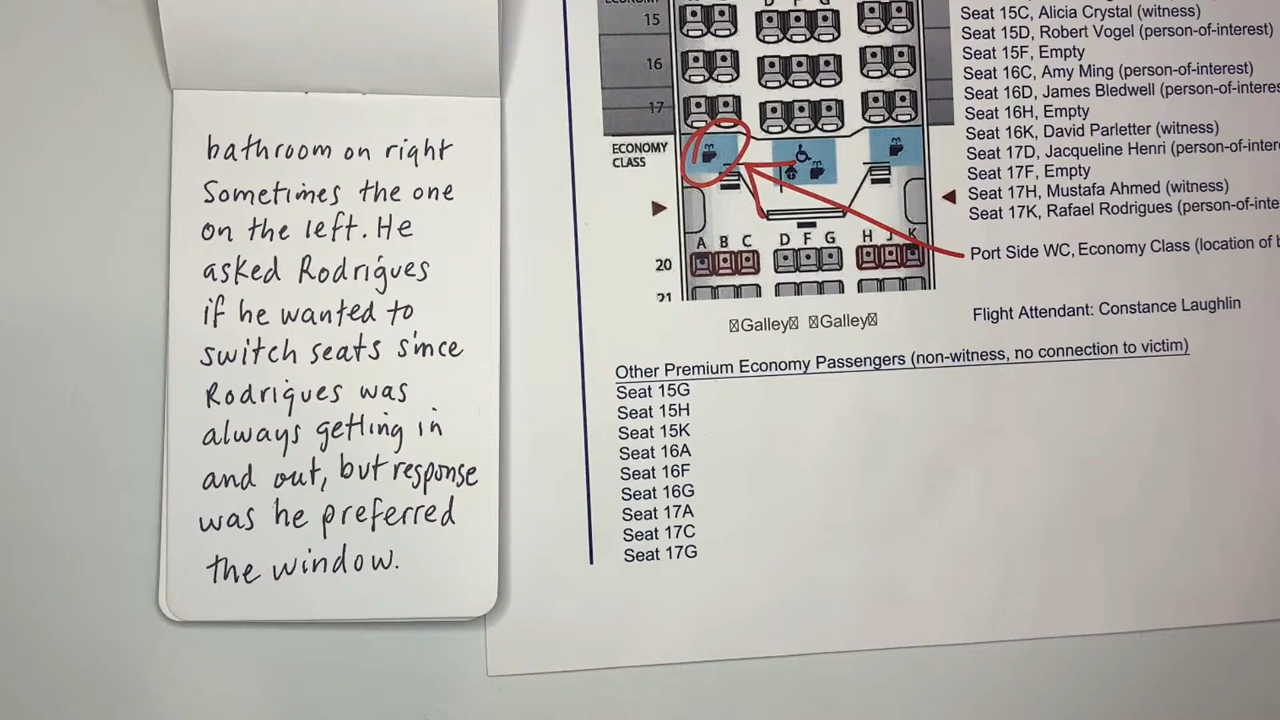 bathroom on right
Sometimes the one
on the left. He
asked Rodrigues
if he wanted to
switch seats since
Rodrigues was
always getting in
and out, but response
was he preferred
the window.
15
16
17
ECONOMY
CLASS
A B C D F G H J K
20
21
Galley Galley
Seat 15C, Alicia Crystal (witness)
Seat 15D, Robert Vogel (person-of-interest)
Seat 15F, Empty
Seat 16C, Amy Ming (person-of-interest)
Seat 16D, James Bledwell (person-of-interes
Seat 16H, Empty
Seat 16K, David Parletter (witness)
Seat 17D, Jacqueline Henri (person-of-inter
Seat 17F, Empty
Seat 17H, Mustafa Ahmed (witness)
Seat 17K, Rafael Rodrigues (person-of-inte
Port Side WC, Economy Class (location of
Flight Attendant: Constance Laughlin
Other Premium Economy Passengers (non-witness, no connection to victim)
Seat 15G
Seat 15H
Seat 15K
Seat 16A
Seat 16F
Seat 16G
Seat 17A
Seat 17C
Seat 17G